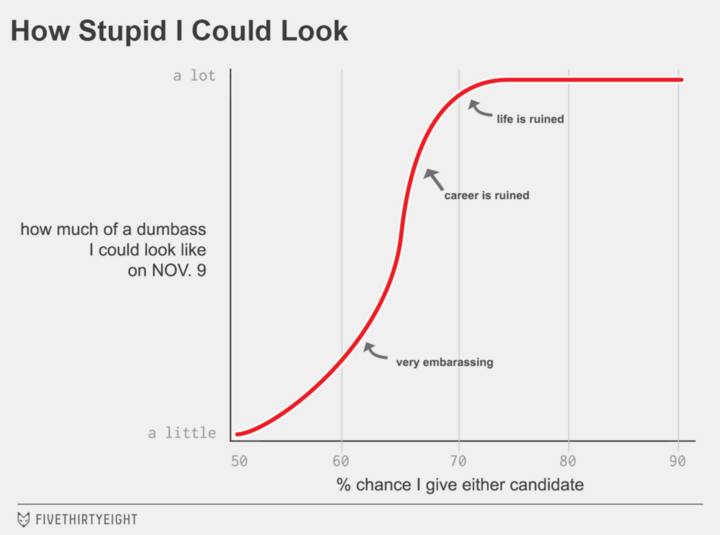 How Stupid I Could Look
a lot
life is ruined
career is ruined
how much of a dumbass
I could look like
on NOV. 9
very embarassing
a little
50 60 70 80 90
% chance I give either candidate
FIVETHIRTYEIGHT